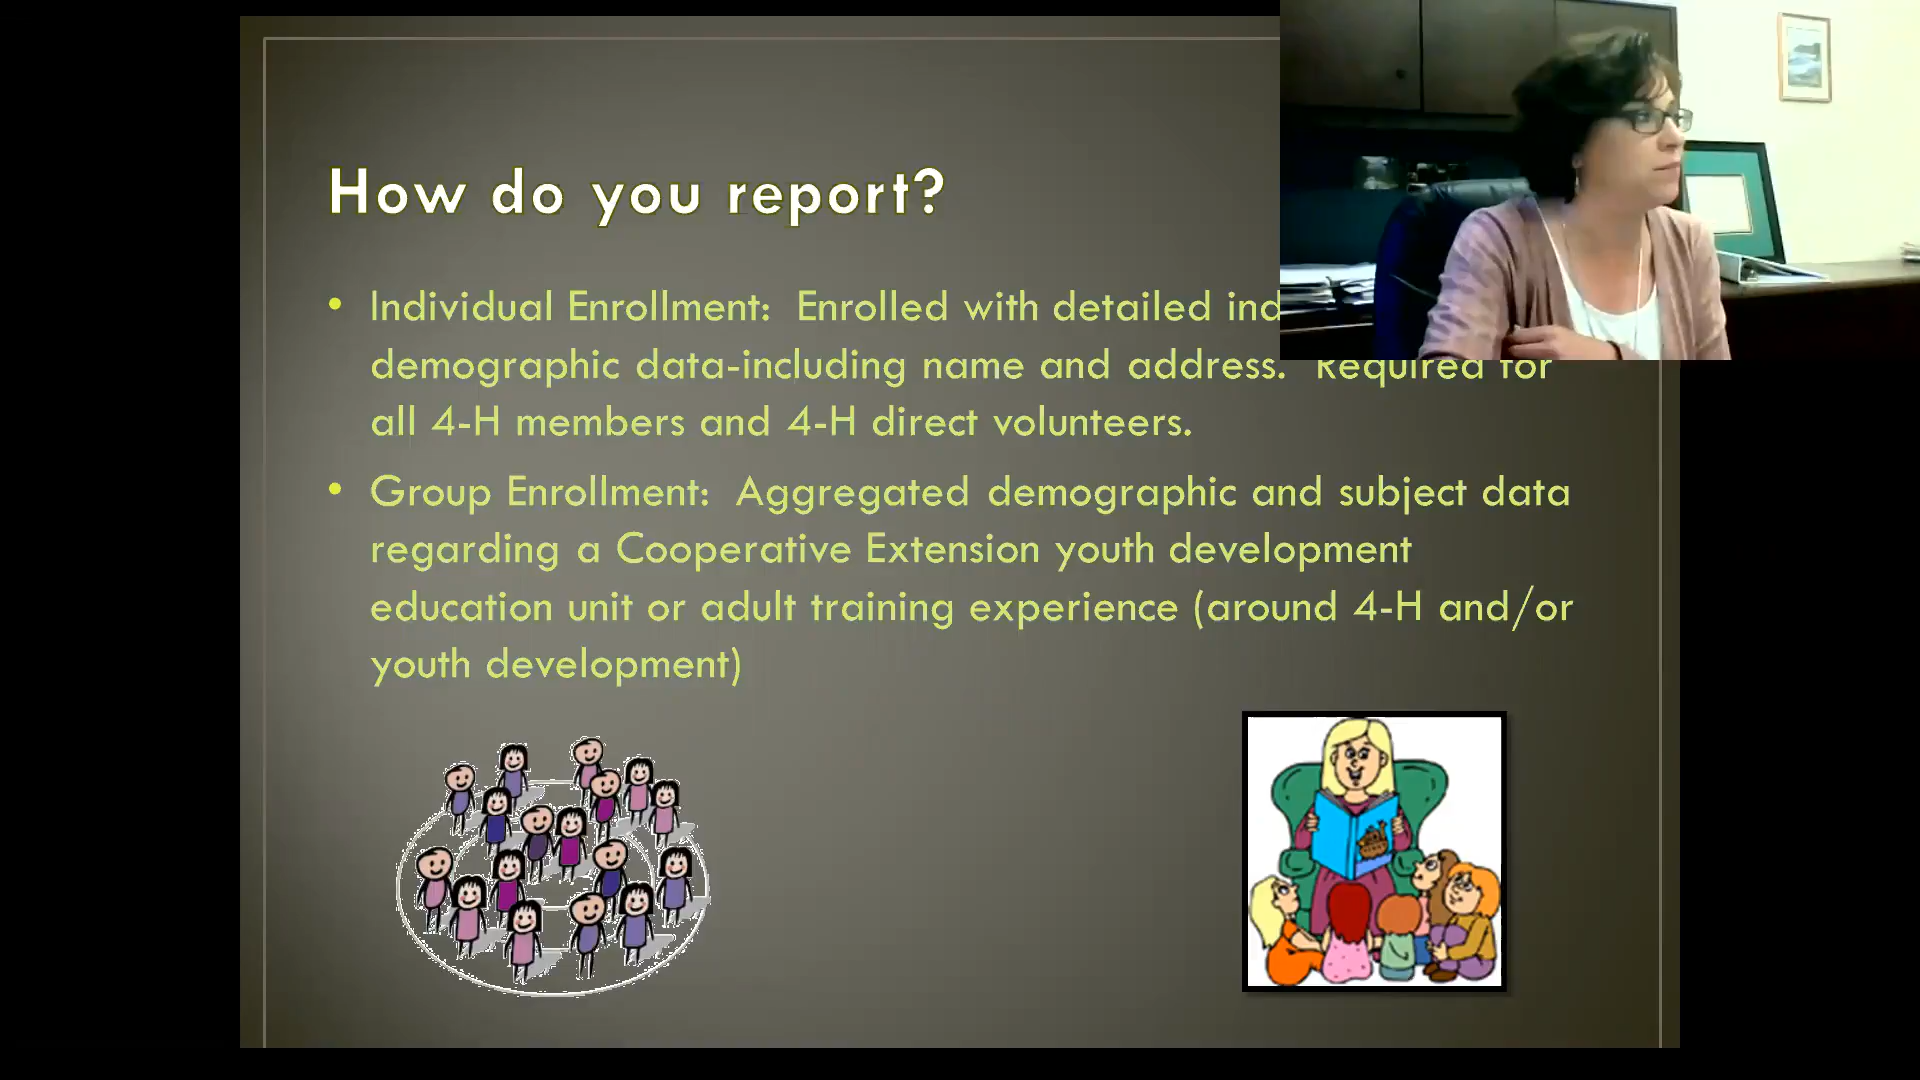 How do you report?
• Individual Enrollment: Enrolled with detailed
demographic data-including name and address. Required for
all 4-H members and 4-H direct volunteers.
• Group Enrollment: Aggregated demographic and subject data
regarding a Cooperative Extension youth development
education unit or adult training experience (around 4-H and/or
youth development)